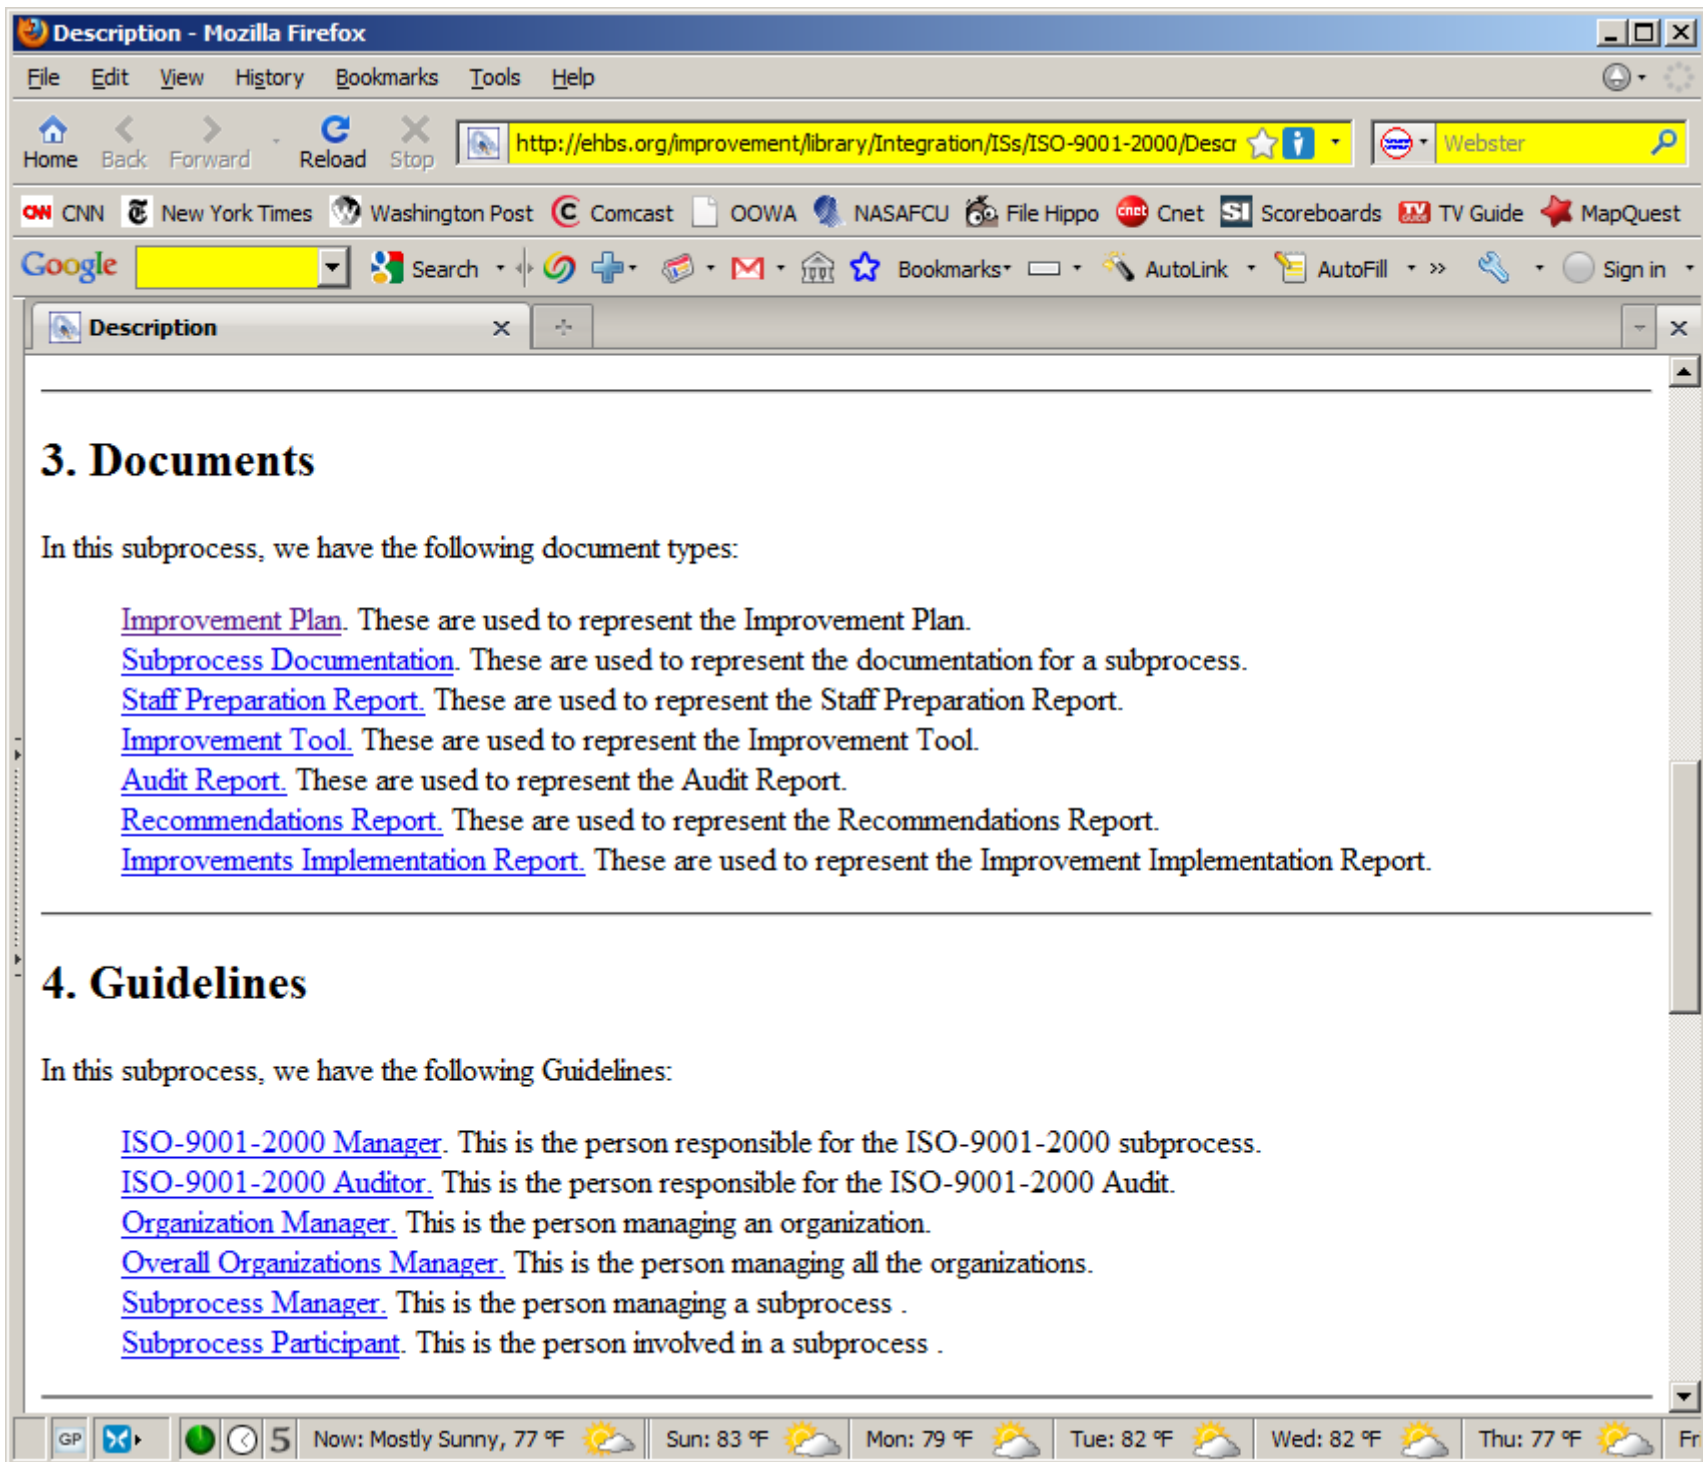 Description - Mozilla Firefox
File Edit View History Bookmarks Tools Help
Home Back Forward Reload Stop http://ehbs.org/improvement/library/Integration/ISs/ISO-9001-2000/Descr Webster
CNN CNN New York Times Washington Post Comcast OOWA NASAFCU File Hippo cnet Cnet SI Scoreboards TV GUIDE TV Guide MapQuest
Google Search Bookmarks AutoLink AutoFill » Sign in
Description
3. Documents
In this subprocess, we have the following document types:
Improvement Plan. These are used to represent the Improvement Plan.
Subprocess Documentation. These are used to represent the documentation for a subprocess.
Staff Preparation Report. These are used to represent the Staff Preparation Report.
Improvement Tool. These are used to represent the Improvement Tool.
Audit Report. These are used to represent the Audit Report.
Recommendations Report. These are used to represent the Recommendations Report.
Improvements Implementation Report. These are used to represent the Improvement Implementation Report.
4. Guidelines
In this subprocess, we have the following Guidelines:
ISO-9001-2000 Manager. This is the person responsible for the ISO-9001-2000 subprocess.
ISO-9001-2000 Auditor. This is the person responsible for the ISO-9001-2000 Audit.
Organization Manager. This is the person managing an organization.
Overall Organizations Manager. This is the person managing all the organizations.
Subprocess Manager. This is the person managing a subprocess .
Subprocess Participant. This is the person involved in a subprocess .
GP 5 Now: Mostly Sunny, 77 °F Sun: 83 °F Mon: 79 °F Tue: 82 °F Wed: 82 °F Thu: 77 °F Fr